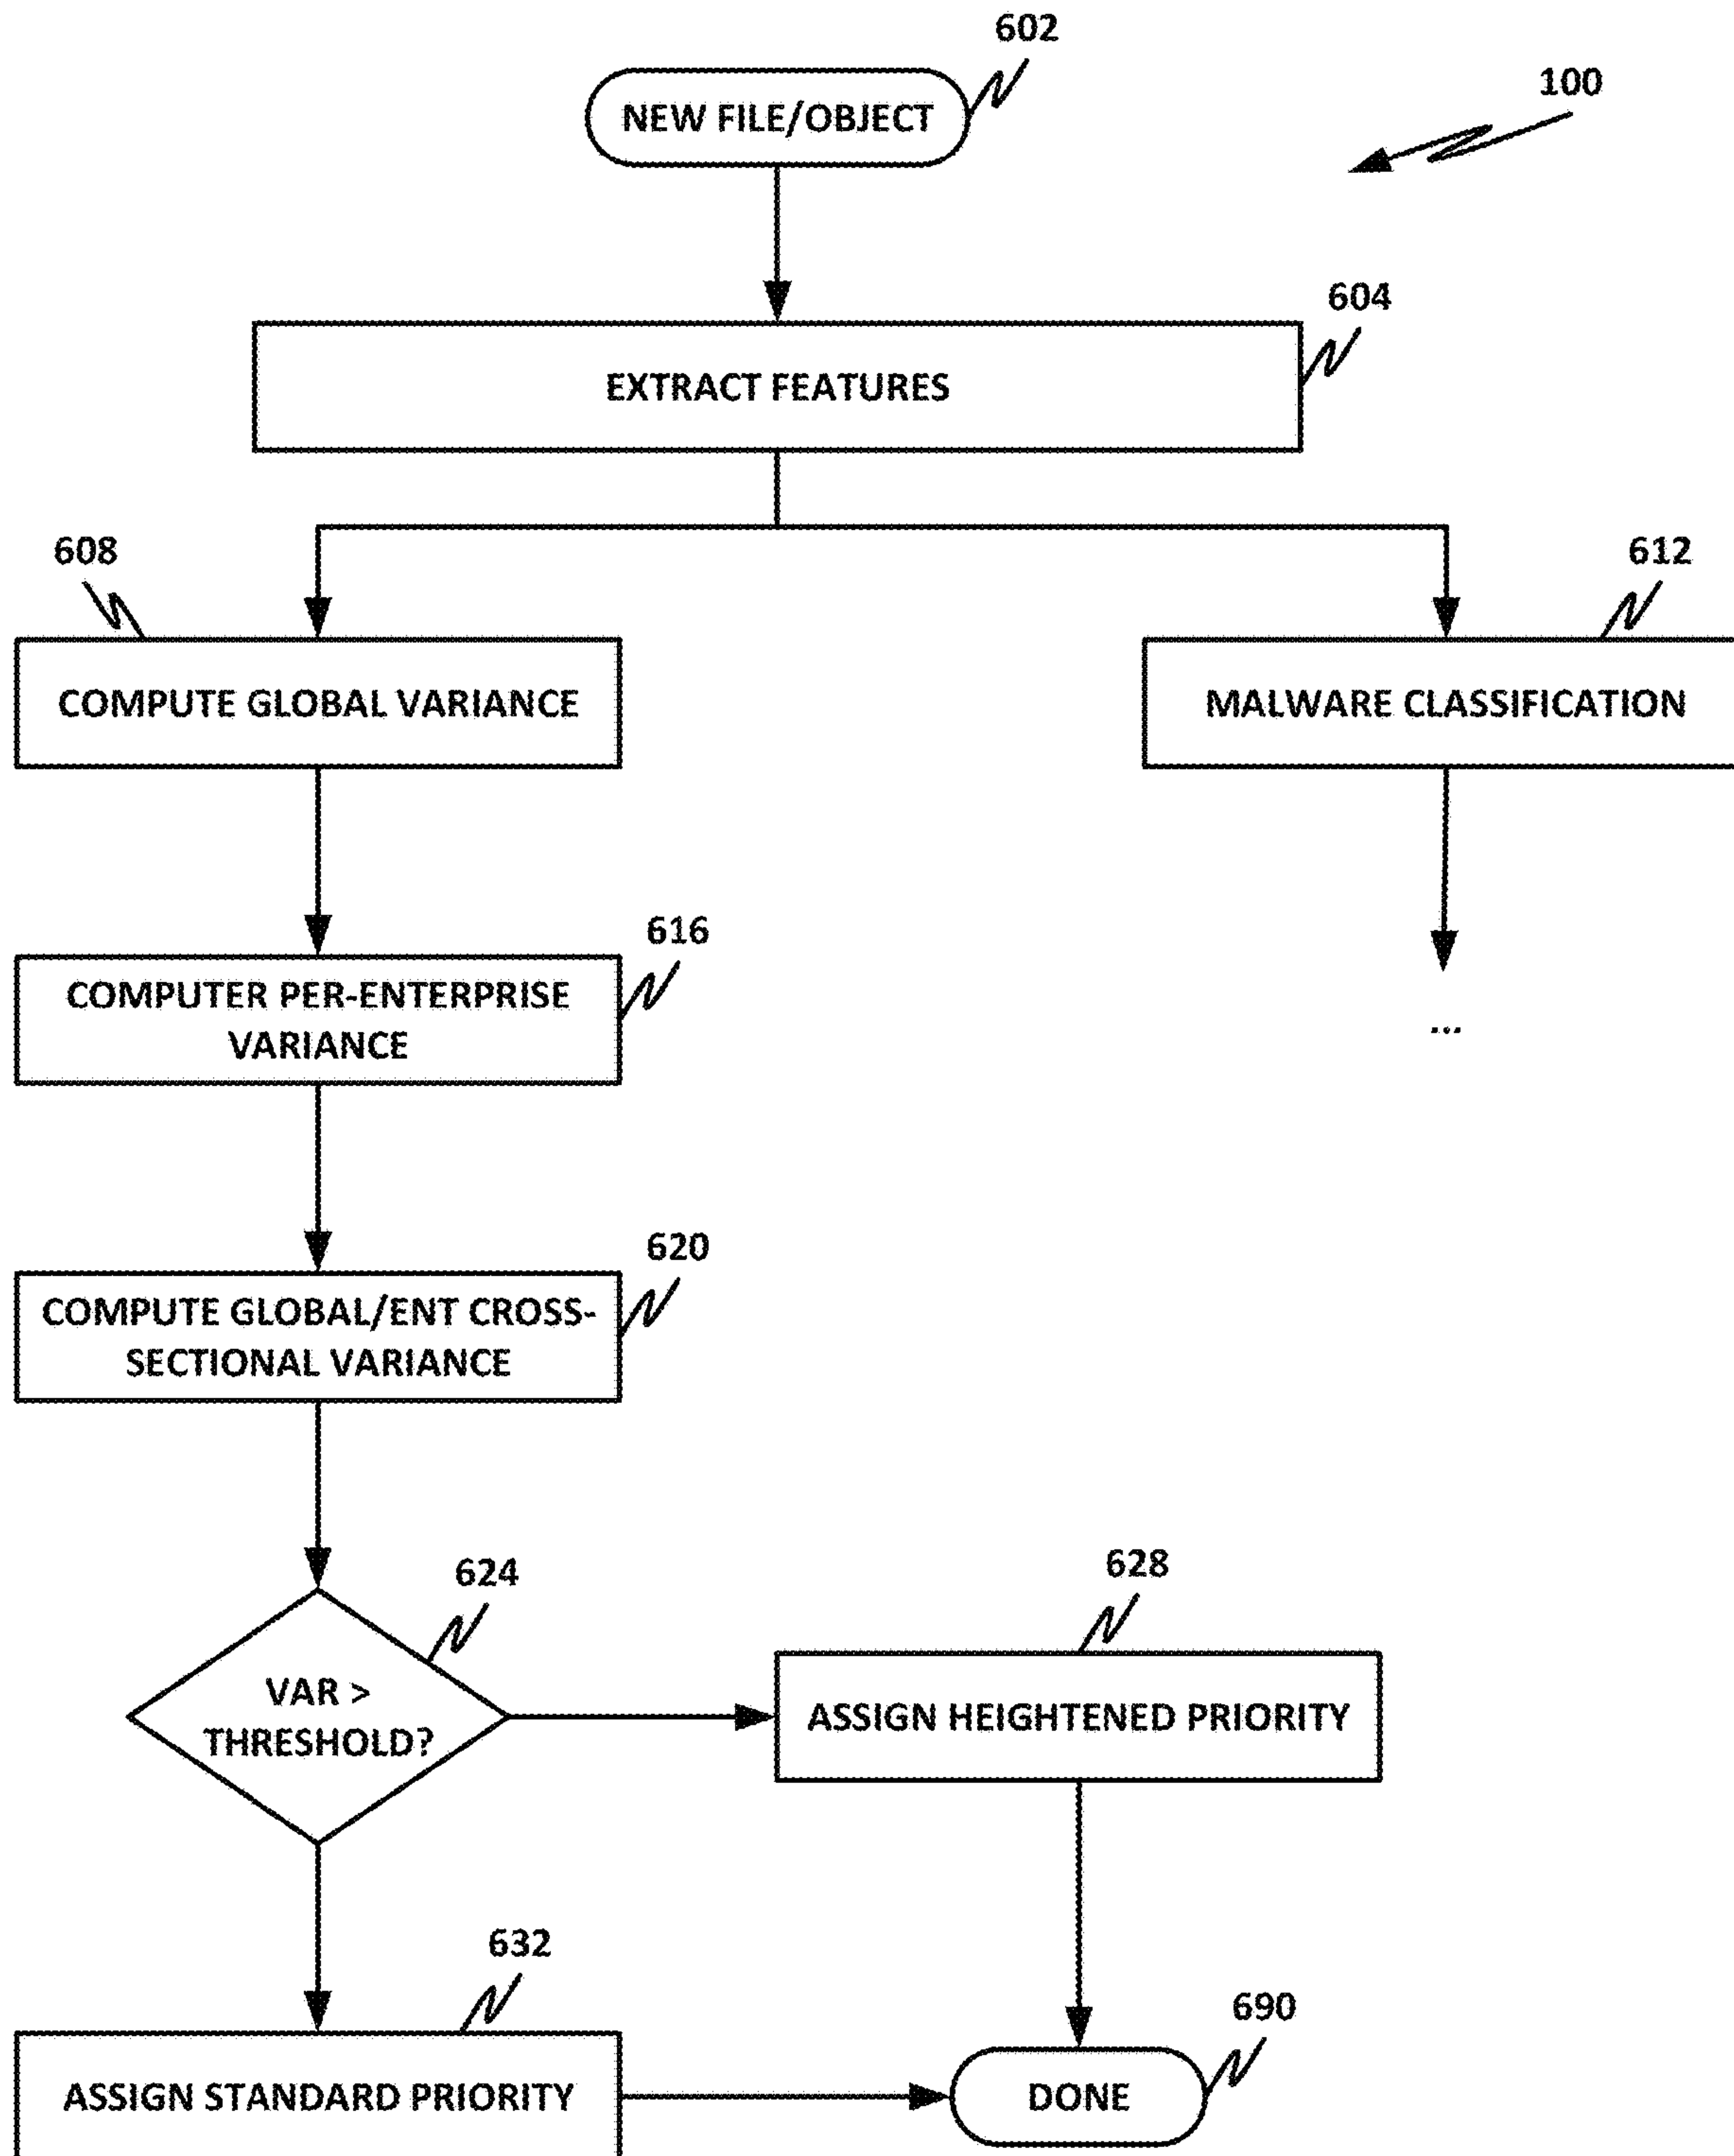 602
NEW FILE/OBJECT
100
604
EXTRACT FEATURES
608
612
COMPUTE GLOBAL VARIANCE
MALWARE CLASSIFICATION
616
COMPUTER PER-ENTERPRISE
VARIANCE
...
620
COMPUTE GLOBAL/ENT CROSS-
SECTIONAL VARIANCE
624
628
VAR >
THRESHOLD?
ASSIGN HEIGHTENED PRIORITY
632
690
ASSIGN STANDARD PRIORITY
DONE